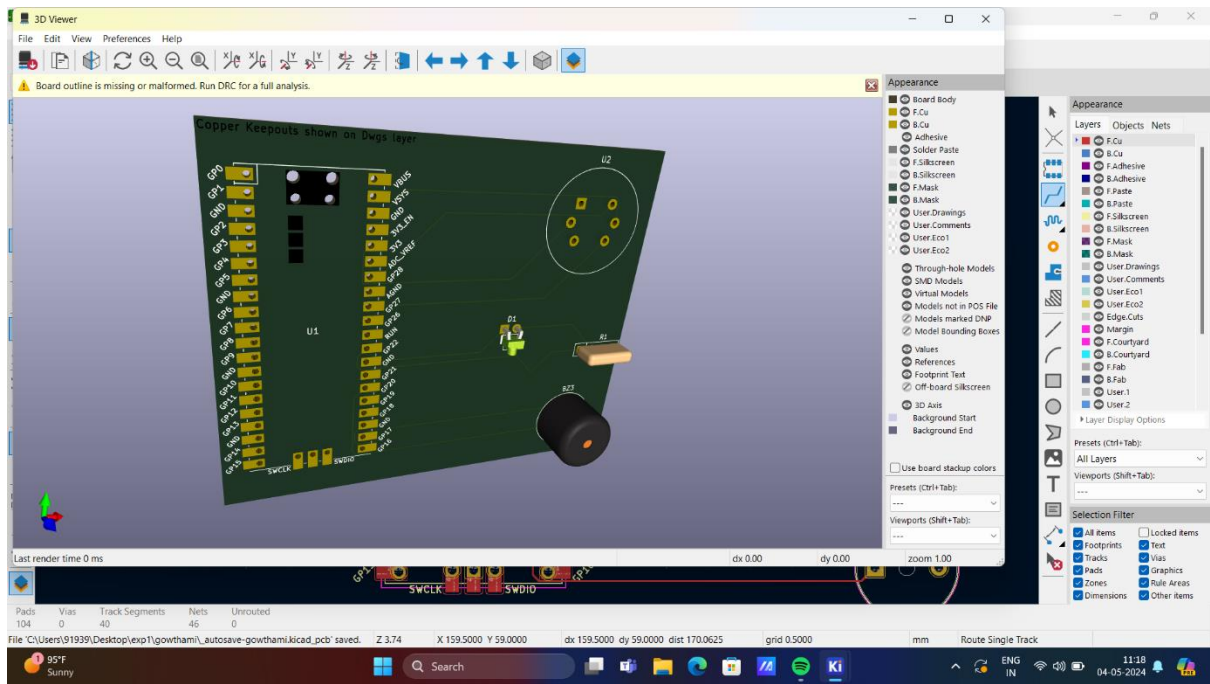 3D Viewer
File Edit View Preferences Help
Board outline is missing or malformed. Run DRC for a full analysis.
Copper Keepouts shown on Dwgs layer
GP0
GP1
GND
GP2
GP3
GP4
GP5
GND
GP6
GP7
GP8
GP9
GND
GP10
GP11
GP12
GP13
GND
GP14
GP15
U1
SWCLK
SWDIO
VBUS
VSYS
GND
3V3_EN
3V3
ADC_VREF
GP28
AGND
GP27
GP26
RUN
GP22
GND
GP21
GP20
GP19
GP18
GND
GP17
GP16
U2
D1
R1
BZ3
Appearance
Board Body
F.Cu
B.Cu
Adhesive
Solder Paste
F.Silkscreen
B.Silkscreen
F.Mask
B.Mask
User.Drawings
User.Comments
User.Eco1
User.Eco2
Through-hole Models
SMD Models
Virtual Models
Models not in POS File
Models marked DNP
Model Bounding Boxes
Values
References
Footprint Text
Off-board Silkscreen
3D Axis
Background Start
Background End
Use board stackup colors
Presets (Ctrl+Tab):
---
Viewports (Shift+Tab):
---
Last render time 0 ms
dx 0.00 dy 0.00 zoom 1.00
Appearance
Layers Objects Nets
F.Cu
B.Cu
F.Adhesive
B.Adhesive
F.Paste
B.Paste
F.Silkscreen
B.Silkscreen
F.Mask
B.Mask
User.Drawings
User.Comments
User.Eco1
User.Eco2
Edge.Cuts
Margin
F.Courtyard
B.Courtyard
F.Fab
B.Fab
User.1
User.2
Layer Display Options
Presets (Ctrl+Tab):
All Layers
Viewports (Shift+Tab):
---
Selection Filter
All items Locked items
Footprints Text
Tracks Vias
Pads Graphics
Zones Rule Areas
Dimensions Other items
SWCLK SWDIO
Pads Vias Track Segments Nets Unrouted
104 0 40 46 0
File 'C:\Users\91939\Desktop\exp1\gowthami\_autosave-gowthami.kicad_pcb' saved. Z 3.74 X 159.5000 Y 59.0000 dx 159.5000 dy 59.0000 dist 170.0625 grid 0.5000 mm Route Single Track
1
95°F
Sunny
Search
Ki
ENG
IN
11:18
04-05-2024